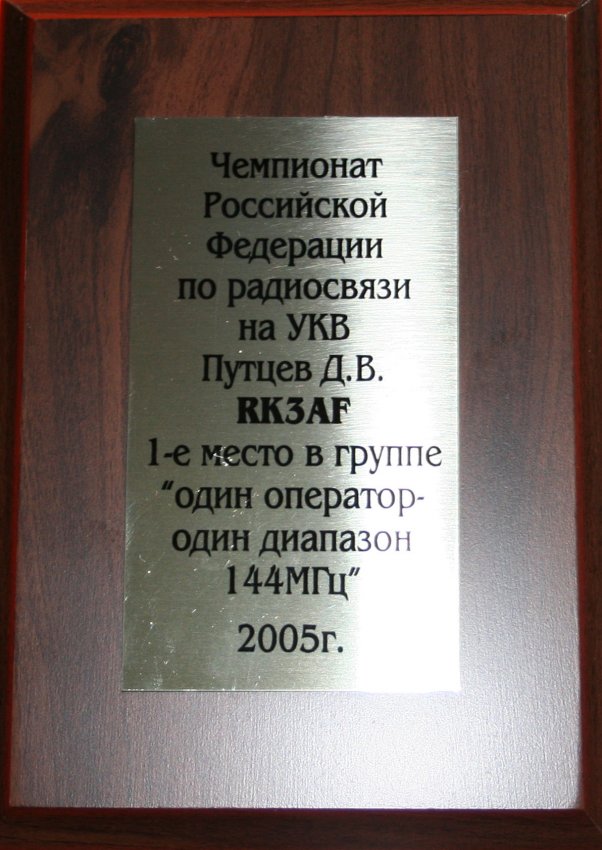 Чемпионат
Российской
Федерации
по радиосвязи
на УКВ
Путцев Д.В.
RK3AF
1-е место в группе
"один оператор-
один диапазон
144МГц"
2005г.